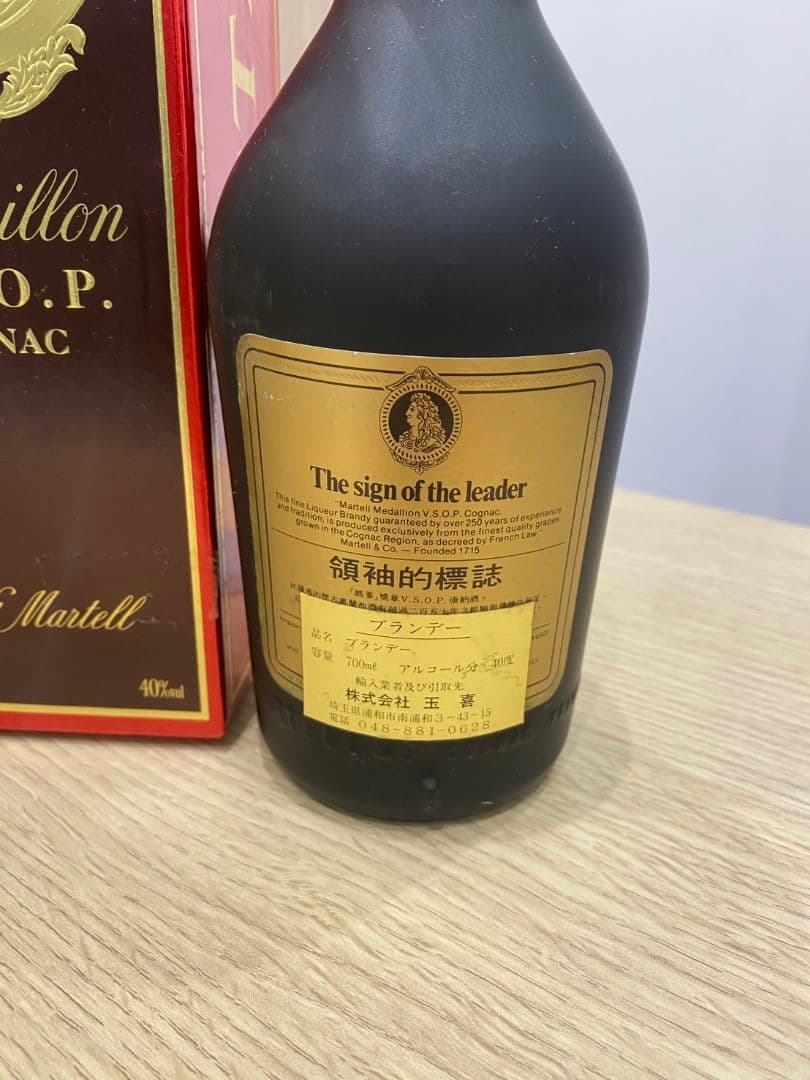 illon
O.P.
NAC
Martell
40%vol
The sign of the leader
"Martell Medallion V.S.O.P. Cognac.
This fine Liqueur Brandy guaranteed by over 250 years of experience
and tradition, is produced exclusively from the finest quality grapes
grown in the Cognac Region, as decreed by French Law"
Martell & Co. — Founded 1715
領袖的標誌
V.S.O.P.
ブランデー
品名 ブランデー
容量 700ml アルコール分 40度
輸入業者及び引取先
株式会社 玉喜
埼玉県浦和市南浦和3-43-15
電話 048-881-0628